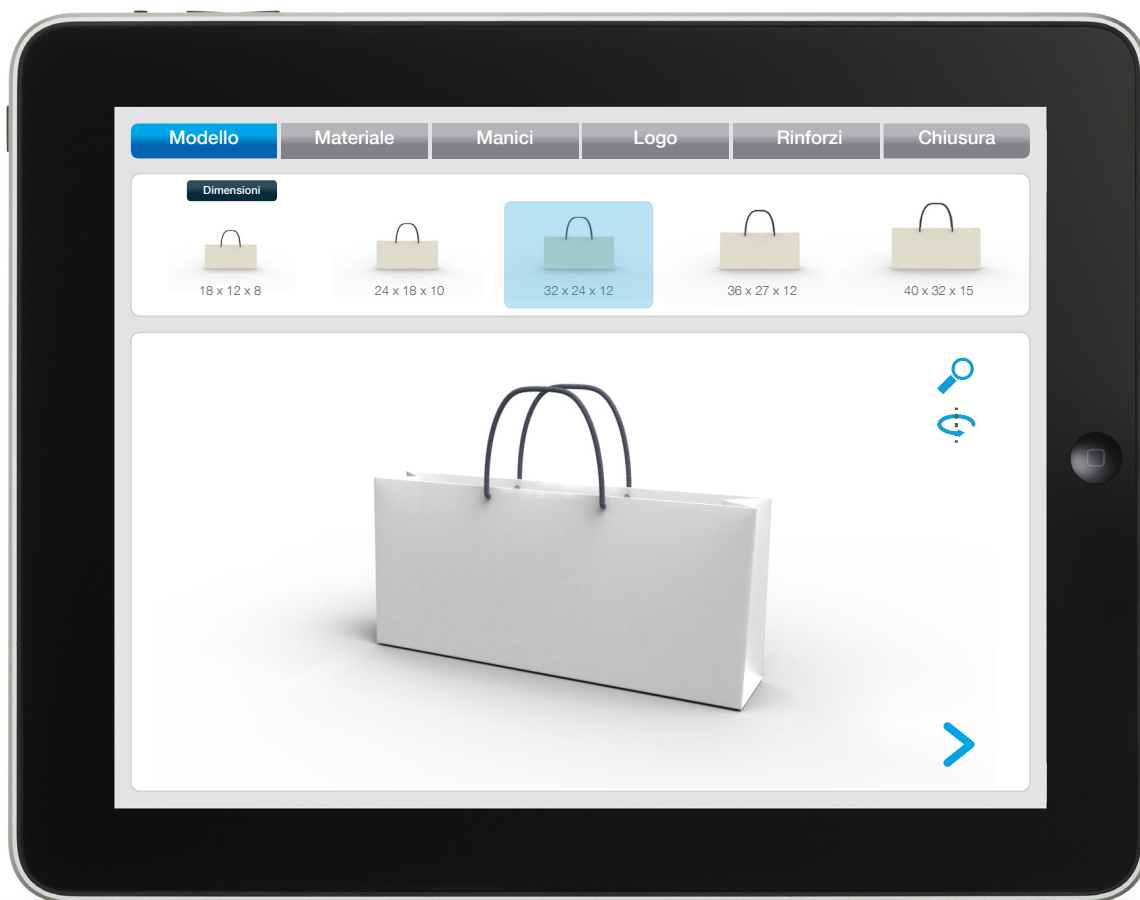 Modello Materiale Manici Logo Rinforzi Chiusura
Dimensioni
18 x 12 x 8 24 x 18 x 10 32 x 24 x 12 36 x 27 x 12 40 x 32 x 15